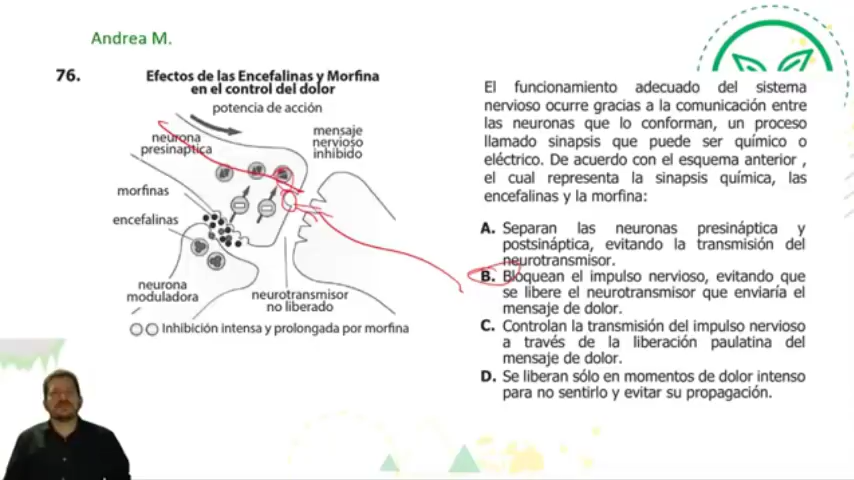 Andrea M.
76.
Efectos de las Encefalinas y Morfina
en el control del dolor
potencia de acción
neurona
presináptica
mensaje
nervioso
inhibido
morfinas
encefalinas
neurona
moduladora
neurotransmisor
no liberado
Inhibición intensa y prolongada por morfina
El funcionamiento adecuado del sistema
nervioso ocurre gracias a la comunicación entre
las neuronas que lo conforman, un proceso
llamado sinapsis que puede ser químico o
eléctrico. De acuerdo con el esquema anterior ,
el cual representa la sinapsis química, las
encefalinas y la morfina:
A. Separan las neuronas presináptica y
postsináptica, evitando la transmisión del
neurotransmisor.
B. Bloquean el impulso nervioso, evitando que
se libere el neurotransmisor que enviaría el
mensaje de dolor.
C. Controlan la transmisión del impulso nervioso
a través de la liberación paulatina del
mensaje de dolor.
D. Se liberan sólo en momentos de dolor intenso
para no sentirlo y evitar su propagación.